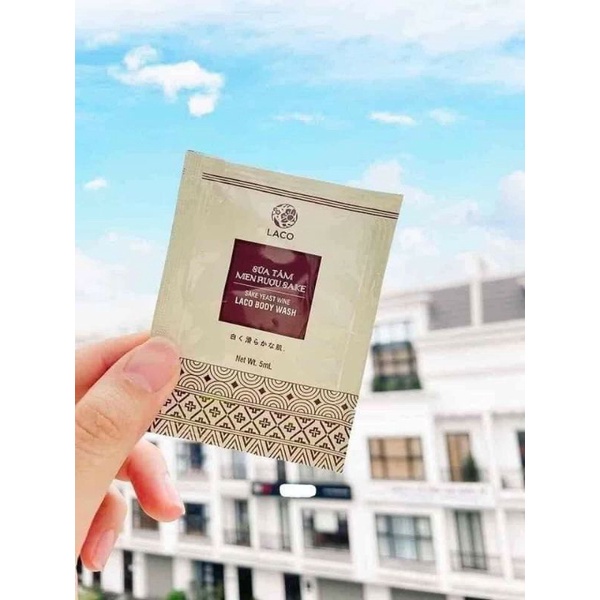 LACO
SỮA TẮM
MEN RƯỢU SAKE
SAKE YEAST WINE
LACO BODY WASH
白く滑らかな肌.
Net Wt. 5ml.